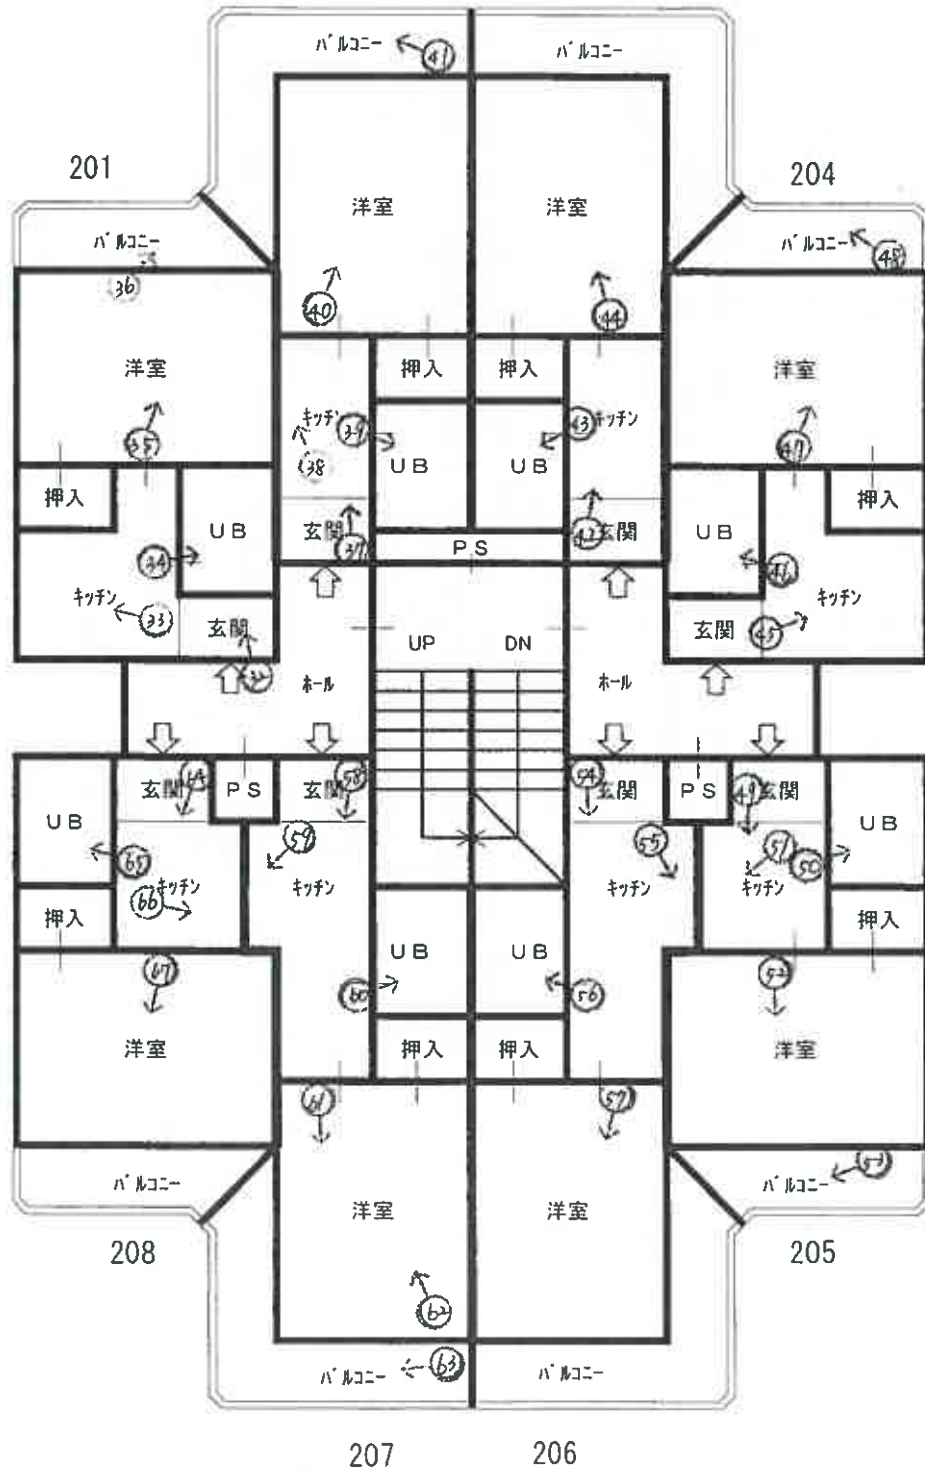 バルコニー ㊶ バルコニー
201 204
洋室 洋室
バルコニー バルコニー ㊽
㊱ ㊵ ㊹
洋室 押入 押入 洋室
㉟ キッチン ㊴ ㊸ キッチン ㊼
㊳ UB UB
押入 UB 玄関 ㊲ ㊷ 玄関 UB 押入
PS
㉞ ㊻
キッチン ㉝ 玄関 UP DN 玄関 ㊺ キッチン
ホール ホール
玄関 64 PS 玄関 58 54 玄関 PS ㊾ 玄関
UB 59 55 51 UB
65 キッチン キッチン キッチン キッチン ㊿
66
押入 UB UB 押入
67 60 56 52
洋室 押入 押入 洋室
61 57
バルコニー バルコニー
洋室 洋室
208 205
62
バルコニー 63 バルコニー
207 206